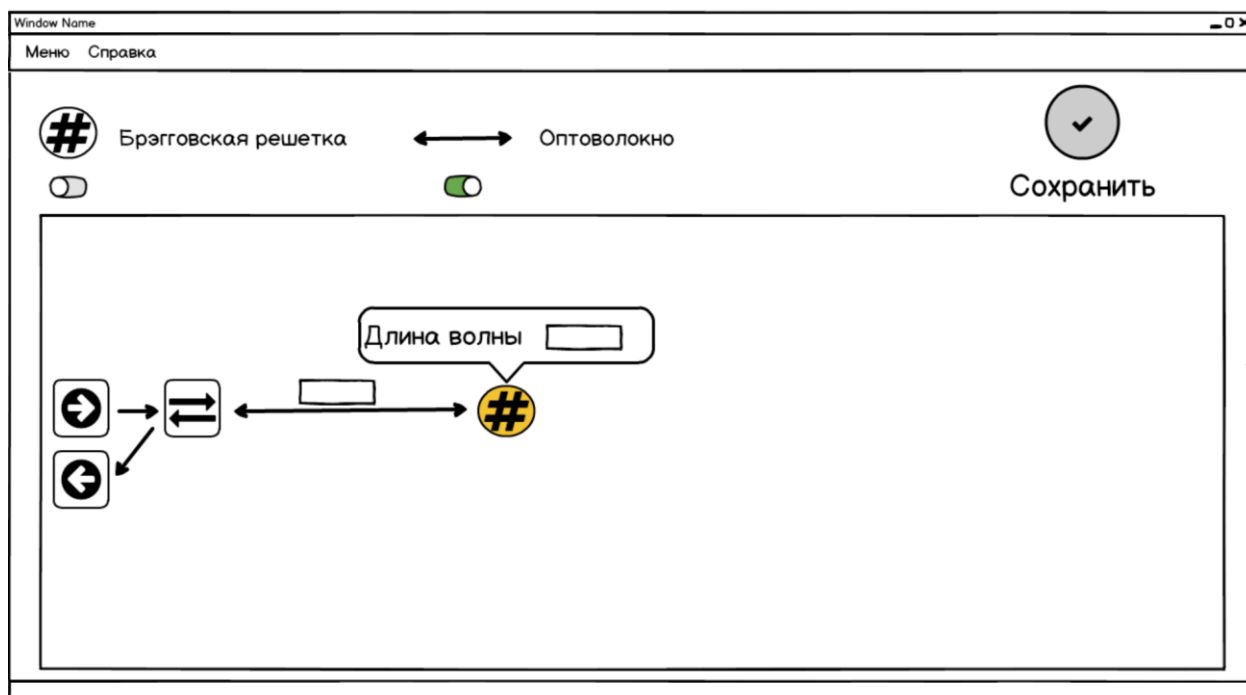 Window Name
Меню Справка
Брэгговская решетка Оптоволокно
Сохранить
Длина волны